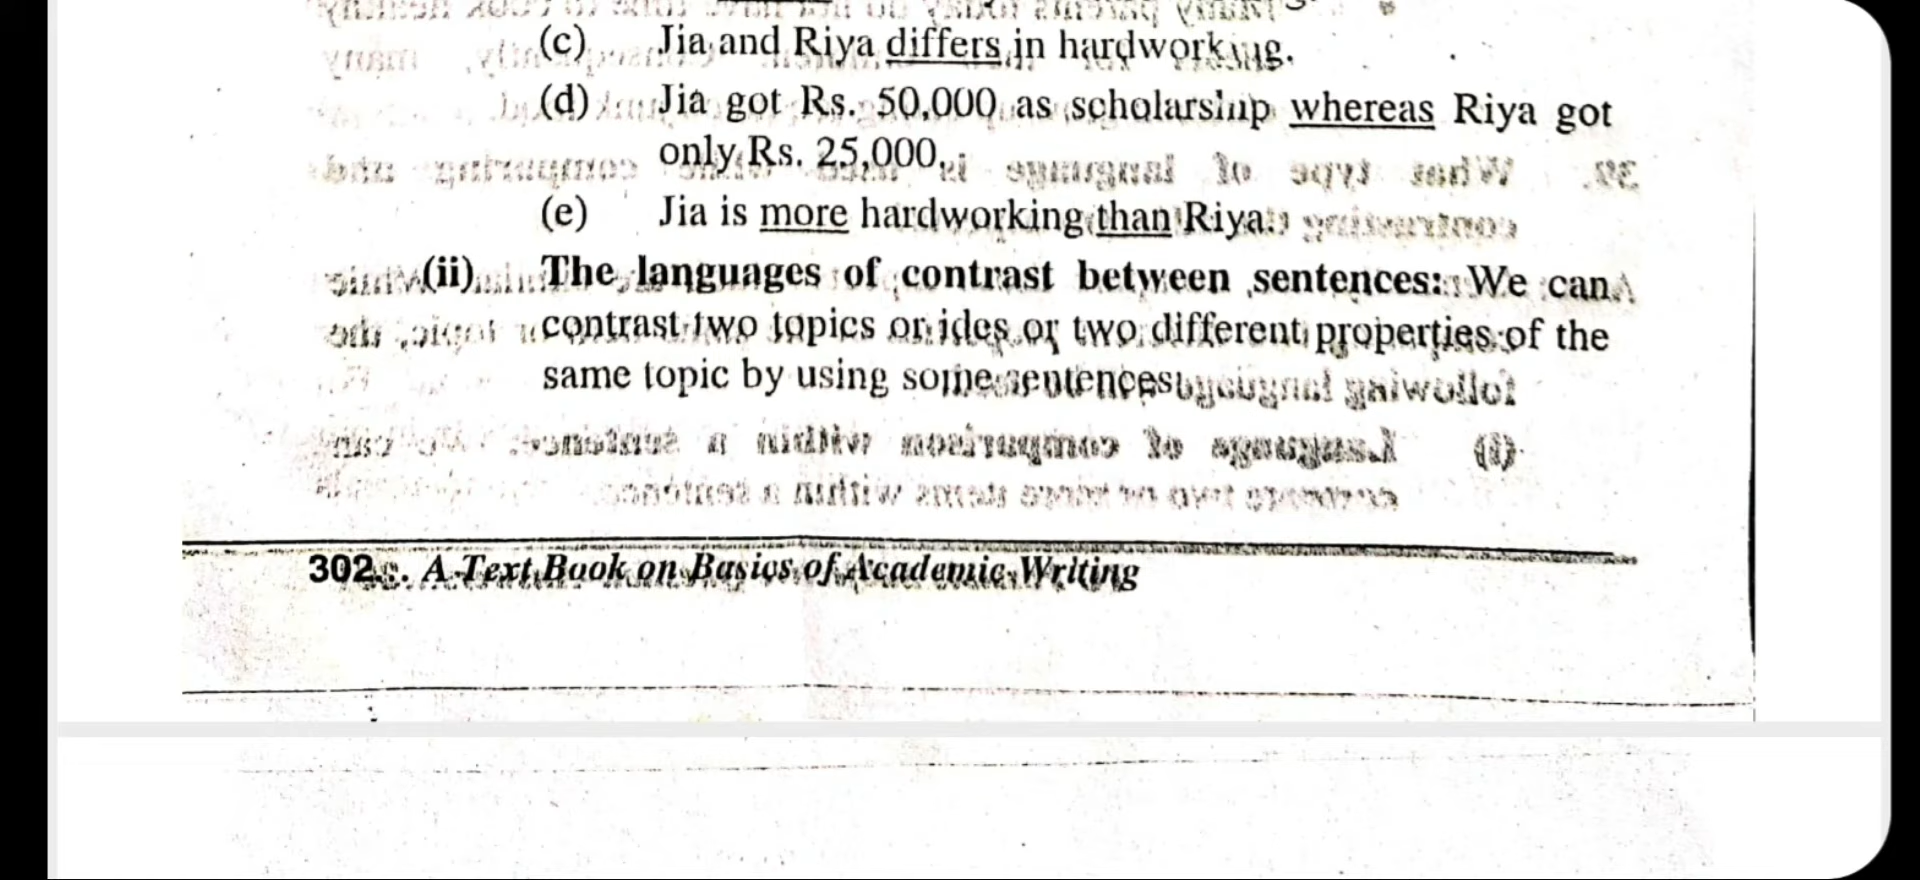 (c) Jia and Riya differs in hardworking.
(d) Jia got Rs. 50,000 as scholarship whereas Riya got
only Rs. 25,000.
(e) Jia is more hardworking than Riya.
(ii) The languages of contrast between sentences: We can
contrast two topics or ides or two different properties of the
same topic by using some sentences
302 A Text Book on Basics of Academic Writing